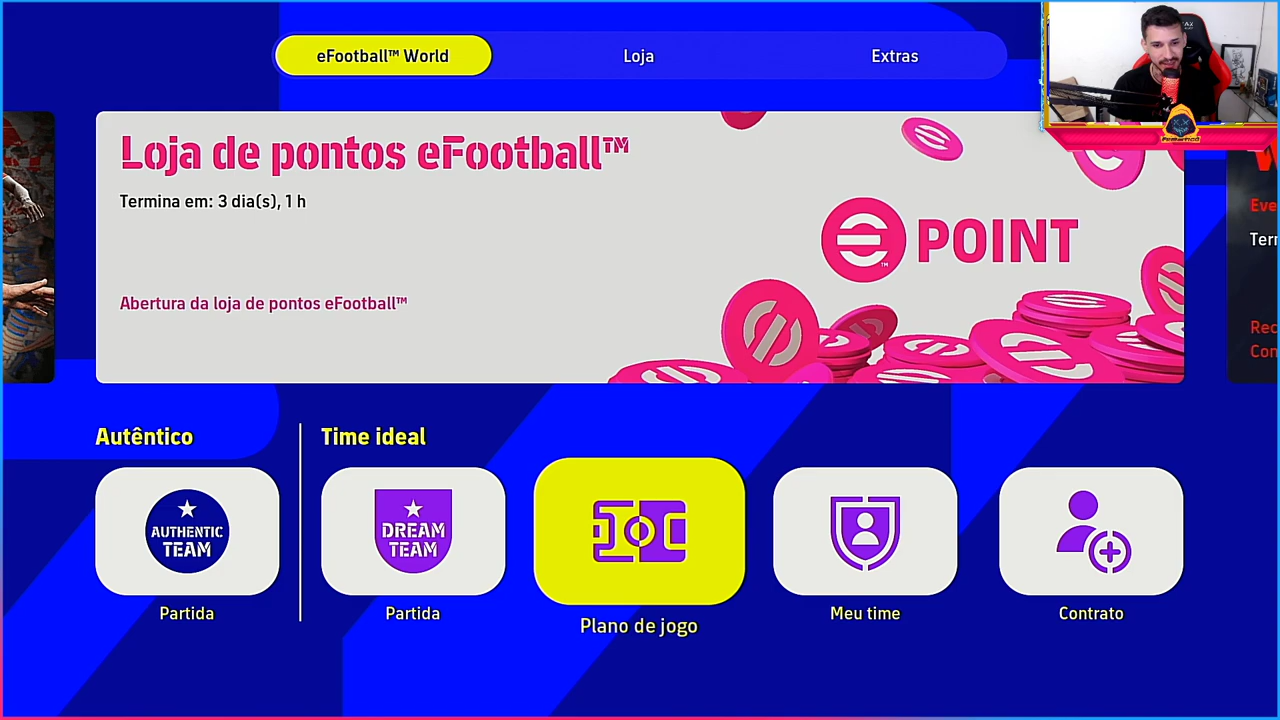 eFootball™ World
Loja
Extras
Loja de pontos eFootball™
Termina em: 3 dia(s), 1 h
Abertura da loja de pontos eFootball™
POINT
Autêntico
Time ideal
AUTHENTIC
TEAM
DREAM
TEAM
Partida
Partida
Plano de jogo
Meu time
Contrato